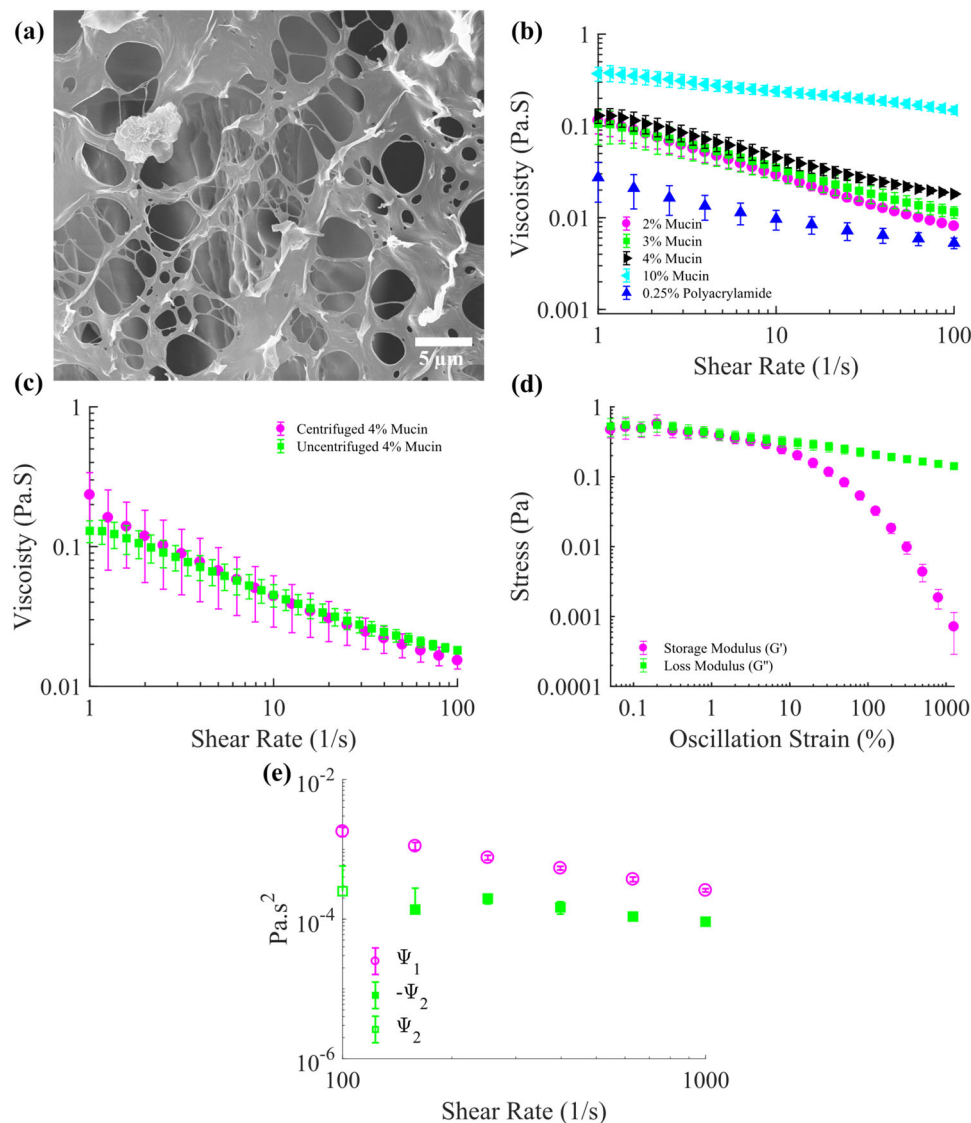 (a)
5 µm
(b)
Viscoisty (Pa.S)
1
0.1
0.01
0.001
2% Mucin
3% Mucin
4% Mucin
10% Mucin
0.25% Polyacrylamide
1
10
100
Shear Rate (1/s)
(c)
Viscoisty (Pa.S)
1
0.1
0.01
Centrifuged 4% Mucin
Uncentrifuged 4% Mucin
1
10
100
Shear Rate (1/s)
(d)
Stress (Pa)
1
0.1
0.01
0.001
0.0001
Storage Modulus (G')
Loss Modulus (G'')
0.1
1
10
100
1000
Oscillation Strain (%)
(e)
Pa.s²
10⁻²
10⁻⁴
10⁻⁶
Ψ₁
-Ψ₂
Ψ₂
100
1000
Shear Rate (1/s)